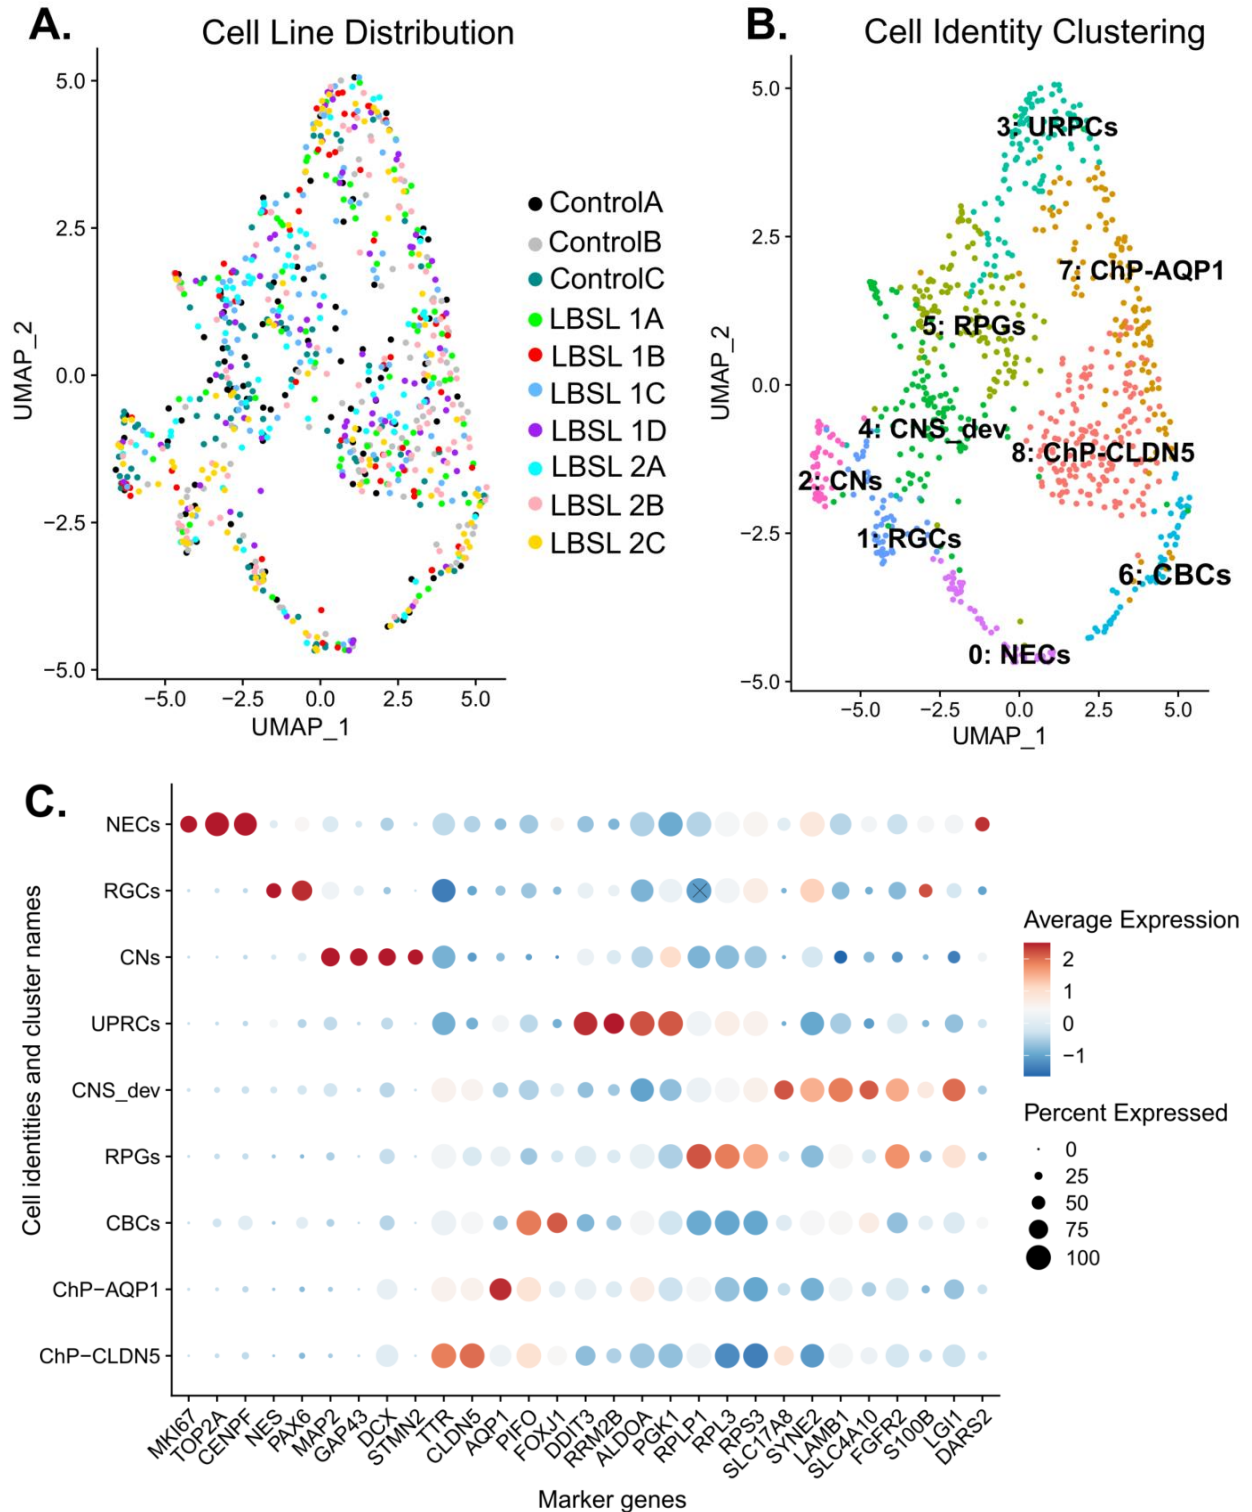 A.
Cell Line Distribution
5.0
2.5
0.0
−2.5
−5.0
UMAP_2
−5.0 −2.5 0.0 2.5 5.0
UMAP_1
ControlA
ControlB
ControlC
LBSL 1A
LBSL 1B
LBSL 1C
LBSL 1D
LBSL 2A
LBSL 2B
LBSL 2C
B.
Cell Identity Clustering
5.0
2.5
0.0
−2.5
−5.0
UMAP_2
3: URPCs
7: ChP-AQP1
5: RPGs
4: CNS_dev
8: ChP-CLDN5
2: CNs
1: RGCs
6: CBCs
0: NECs
−5.0 −2.5 0.0 2.5 5.0
UMAP_1
C.
Cell identities and cluster names
NECs
RGCs
CNs
UPRCs
CNS_dev
RPGs
CBCs
ChP−AQP1
ChP−CLDN5
MKI67 TOP2A CENPF NES PAX6 MAP2 GAP43 DCX STMN2 TTR CLDN5 AQP1 PIFO FOXJ1 DDIT3 RRM2B ALDOA PGK1 RPLP1 RPL3 RPS3 SLC17A8 SYNE2 LAMB1 SLC4A10 FGFR2 S100B LGI1 DARS2
Marker genes
Average Expression
2
1
0
−1
Percent Expressed
0
25
50
75
100